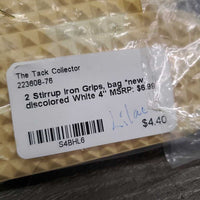 The Tack Collector
223608-76
2 Stirrup Iron Grips, bag *new
discolored White 4" MSRP: $6.99
Lilac
$4.40
S4BHL6